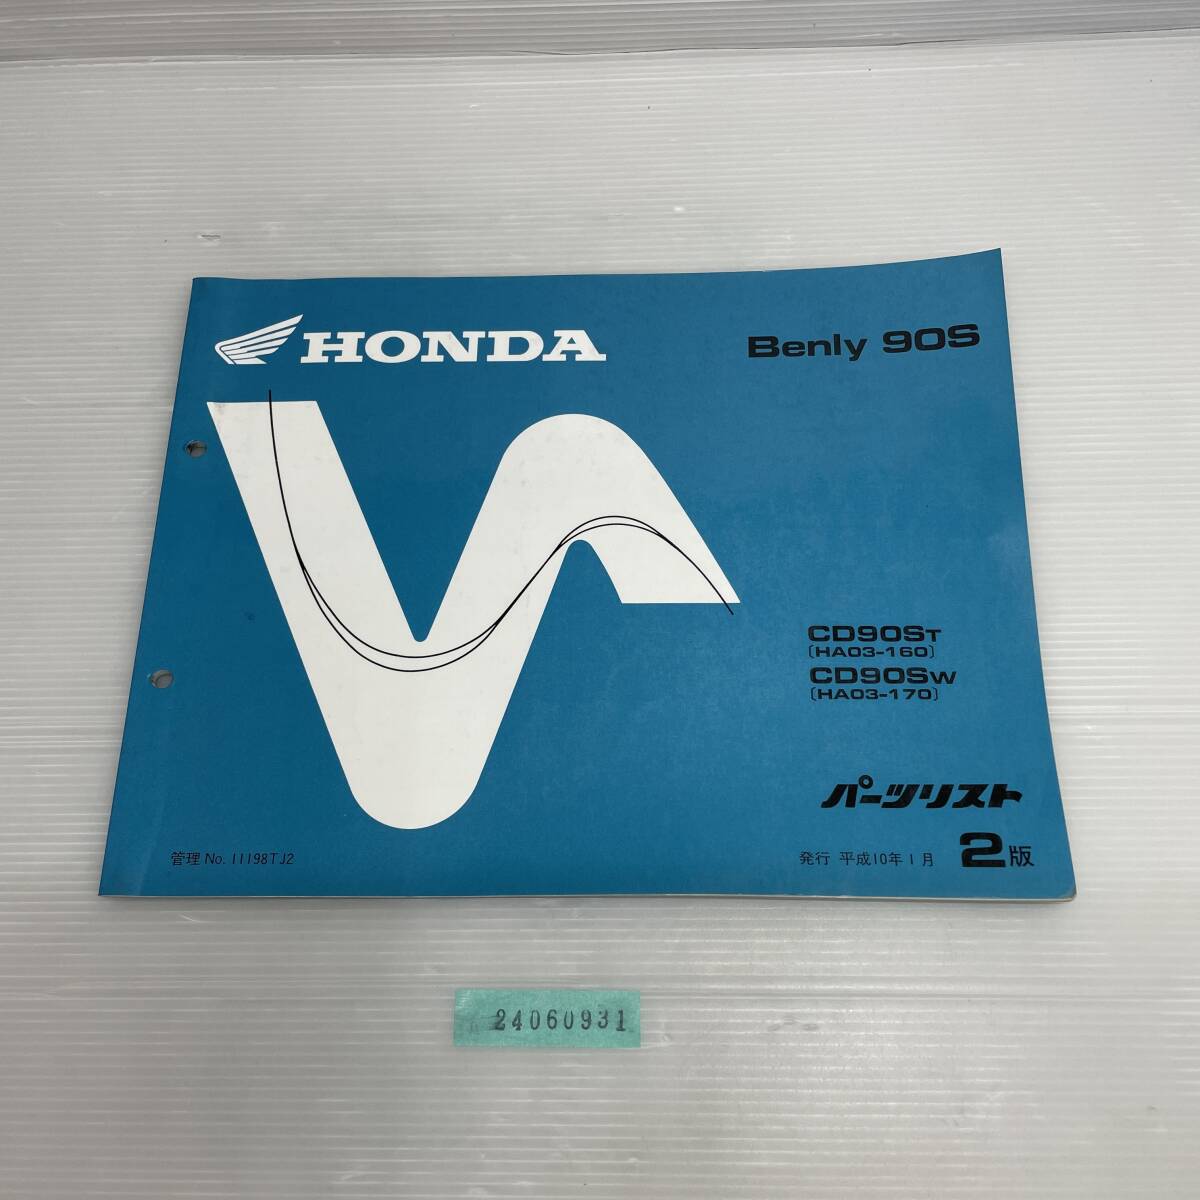 HONDA
Benly 90S
CD90ST
(HA03-160)
CD90SW
(HA03-170)
パーツリスト
管理 No. 11198TJ2
発行 平成10年1月 2版
24060931